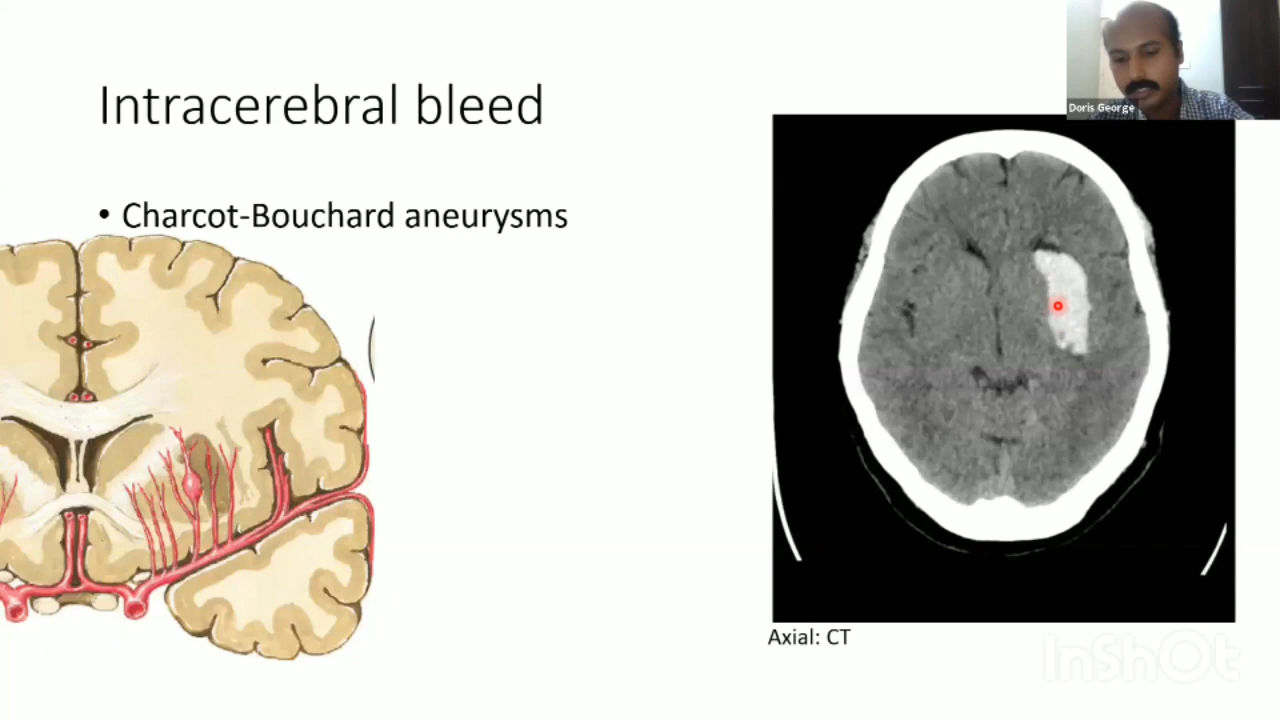 Doris George
Intracerebral bleed
• Charcot-Bouchard aneurysms
Axial: CT
InShOt